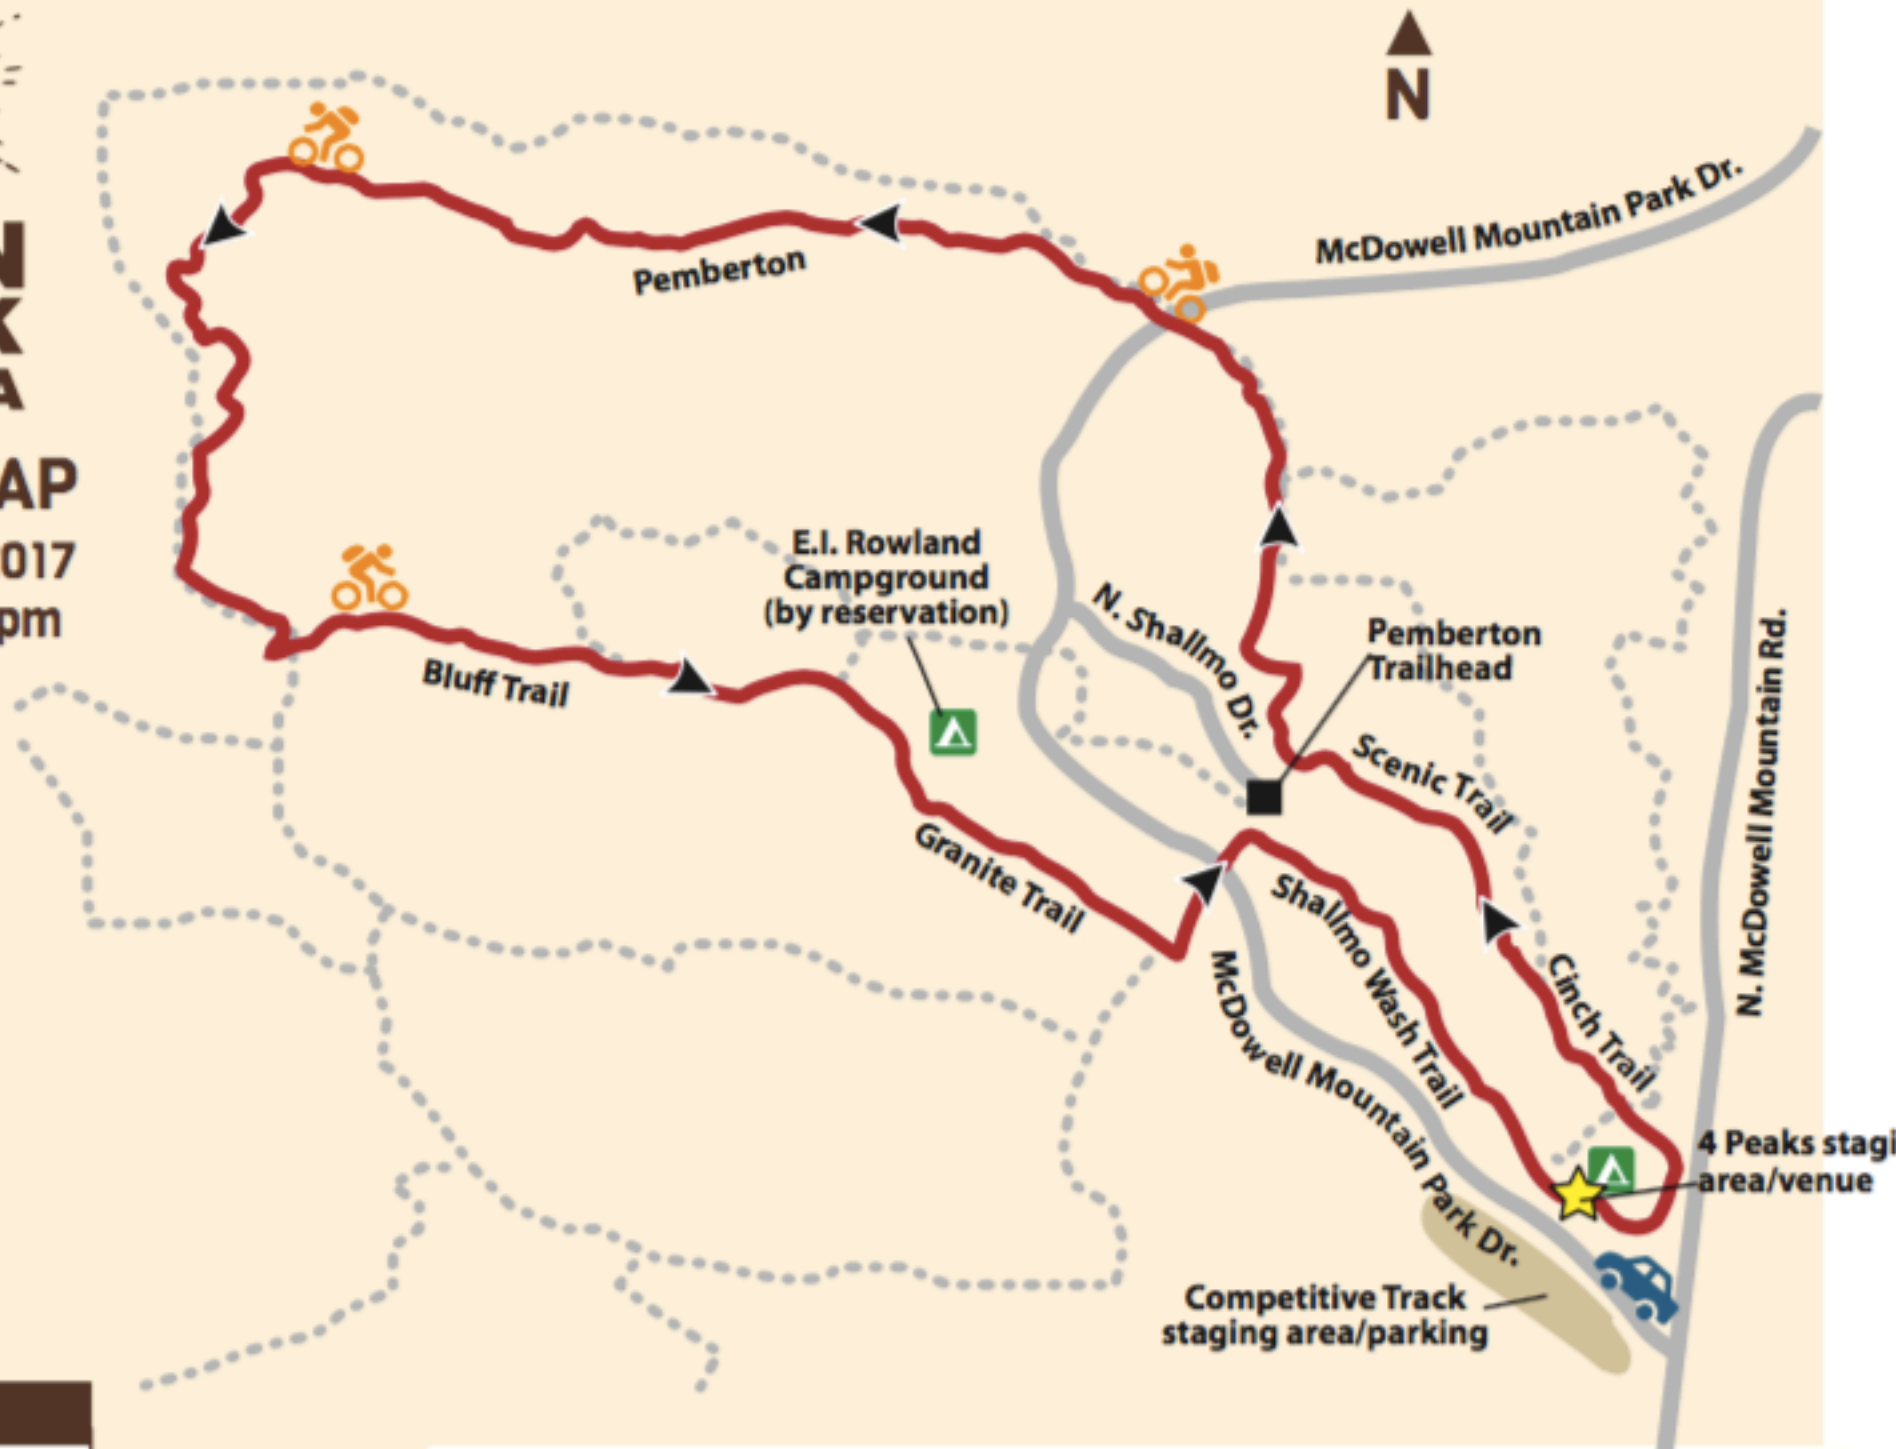 N
McDowell Mountain Park Dr.
Pemberton
AP
2017
pm
E.I. Rowland
Campground
(by reservation)
N. Shallmo Dr.
Pemberton
Trailhead
Bluff Trail
Scenic Trail
N. McDowell Mountain Rd.
Granite Trail
Shallmo Wash Trail
Cinch Trail
McDowell Mountain Park Dr.
4 Peaks stagi
area/venue
Competitive Track
staging area/parking